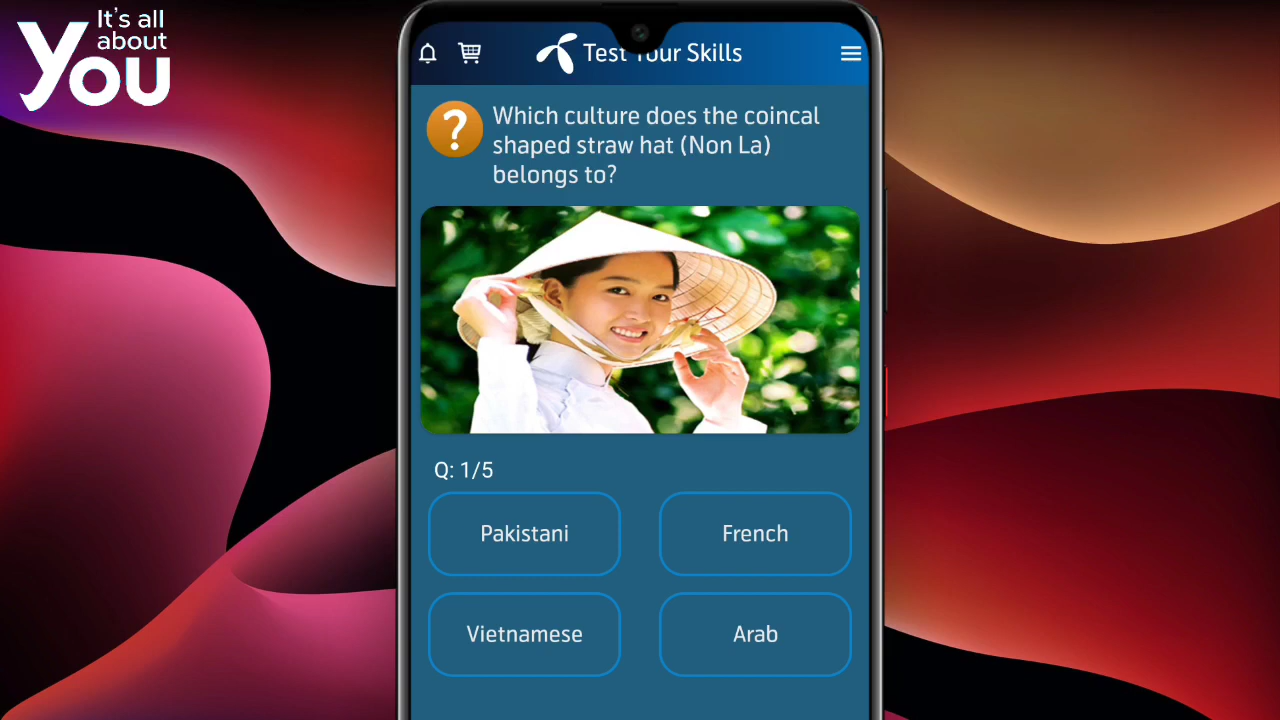 It's all
about
you
Test Your Skills
?
Which culture does the coincal
shaped straw hat (Non La)
belongs to?
Q: 1/5
Pakistani
French
Vietnamese
Arab